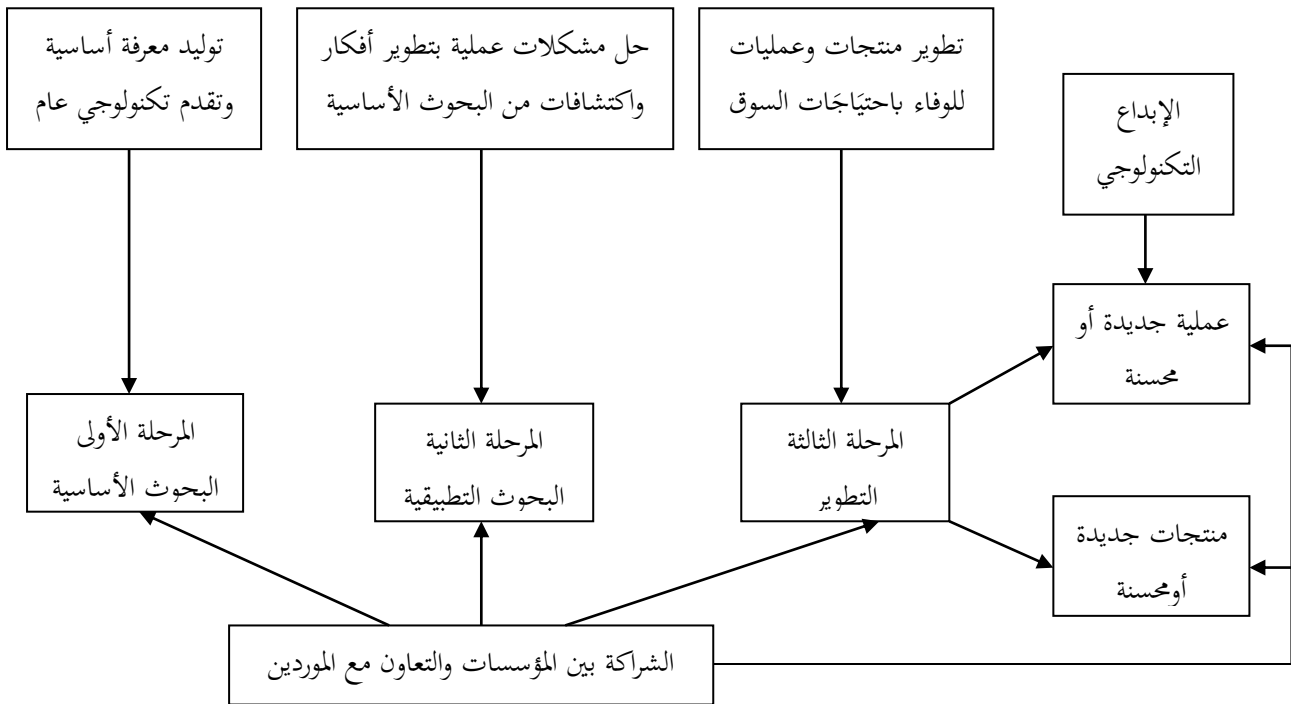 توليد معرفة أساسية
وتقدم تكنولوجي عام
حل مشكلات عملية بتطوير أفكار
واكتشافات من البحوث الأساسية
تطوير منتجات وعمليات
للوفاء باحتيَاجَات السوق
الإبداع
التكنولوجي
عملية جديدة أو
محسنة
المرحلة الأولى
البحوث الأساسية
المرحلة الثانية
البحوث التطبيقية
المرحلة الثالثة
التطوير
منتجات جديدة
أومحسنة
الشراكة بين المؤسسات والتعاون مع الموردين